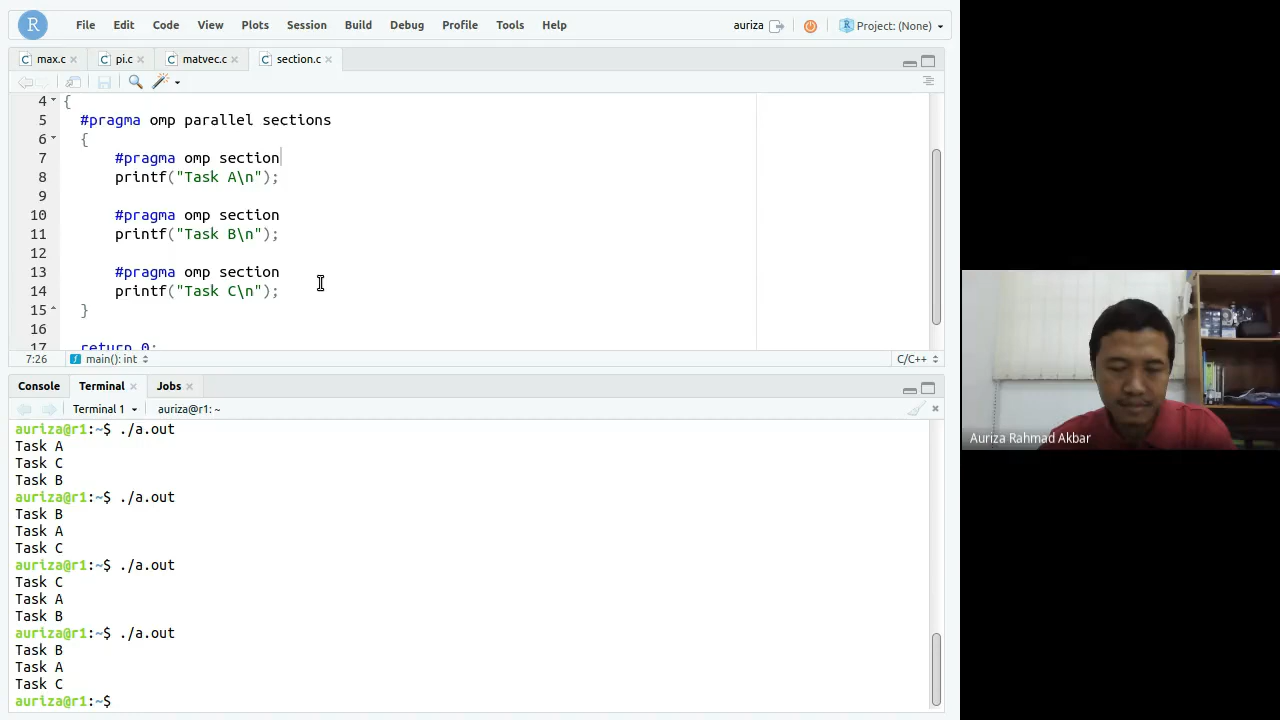 R File Edit Code View Plots Session Build Debug Profile Tools Help auriza R Project: (None)
max.c pi.c matvec.c section.c
4 {
5 #pragma omp parallel sections
6 {
7 #pragma omp section
8 printf("Task A\n");
9
10 #pragma omp section
11 printf("Task B\n");
12
13 #pragma omp section
14 printf("Task C\n");
15 }
16
17 return 0;
7:26 main(): int C/C++
Console Terminal Jobs
Terminal 1 auriza@r1: ~
auriza@r1:~$ ./a.out
Task A
Task C
Task B
auriza@r1:~$ ./a.out
Task B
Task A
Task C
auriza@r1:~$ ./a.out
Task C
Task A
Task B
auriza@r1:~$ ./a.out
Task B
Task A
Task C
auriza@r1:~$
Auriza Rahmad Akbar